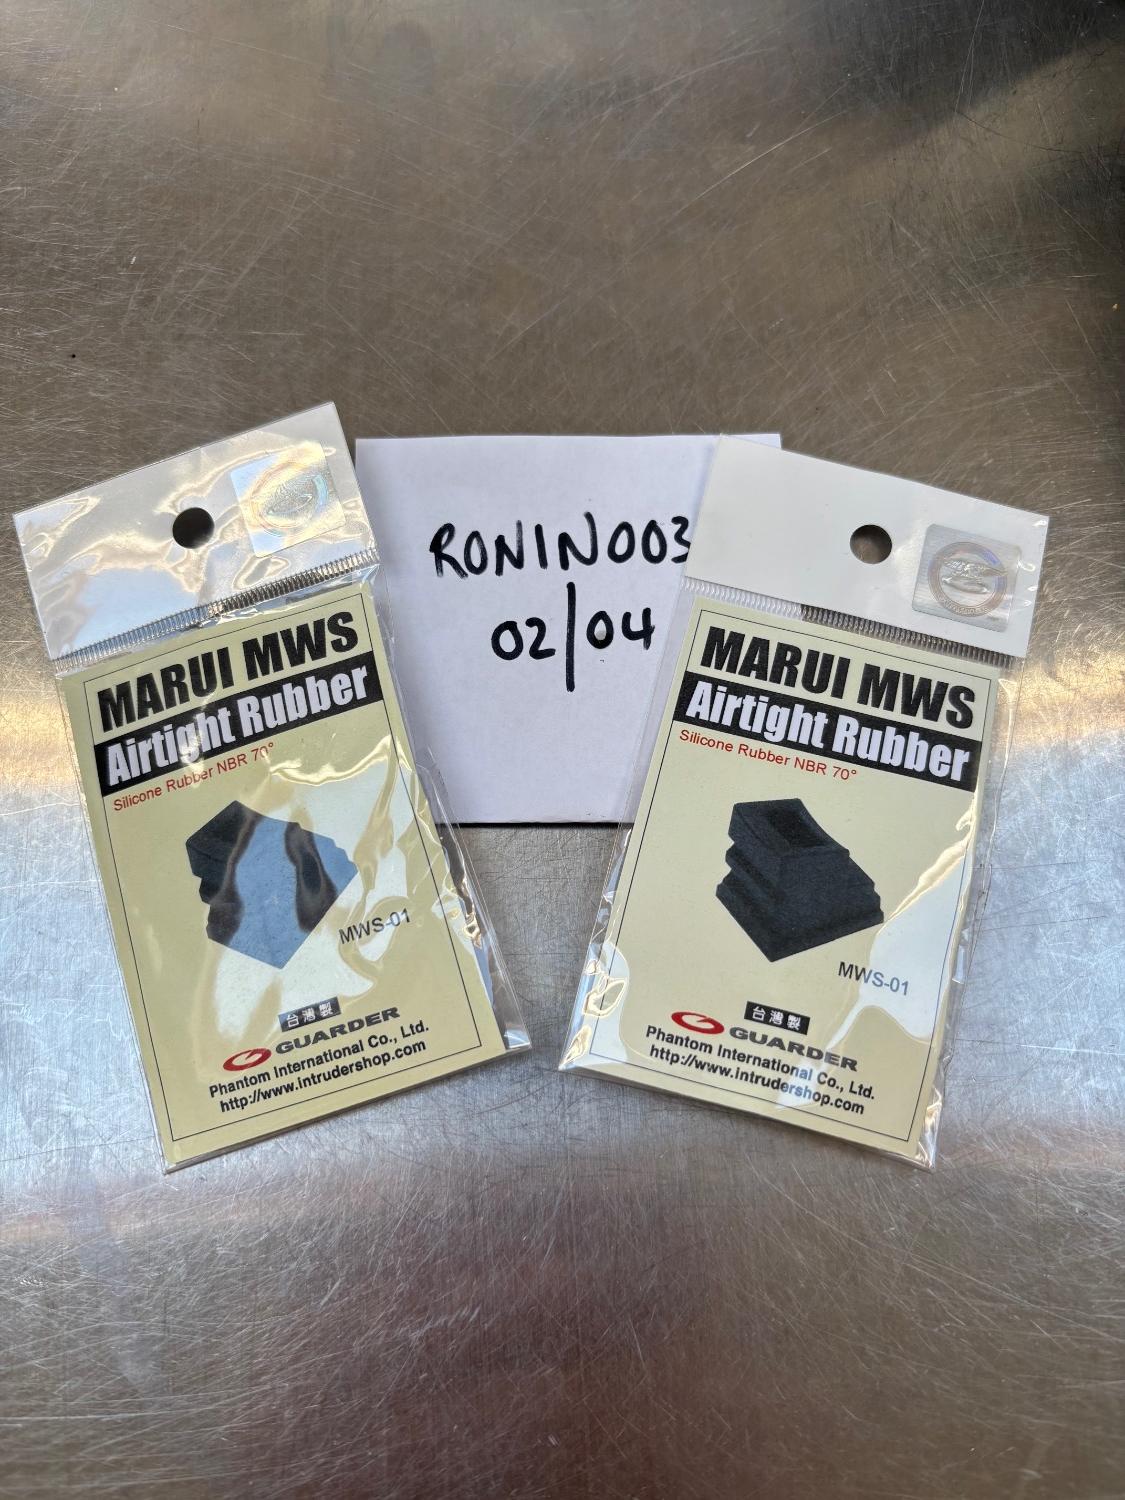 RONIN003
02/04
MARUI MWS
Airtight Rubber
Silicone Rubber NBR 70°
MWS-01
台灣製
GUARDER
Phantom International Co., Ltd.
http://www.intrudershop.com
MARUI MWS
Airtight Rubber
Silicone Rubber NBR 70°
MWS-01
台灣製
GUARDER
Phantom International Co., Ltd.
http://www.intrudershop.com